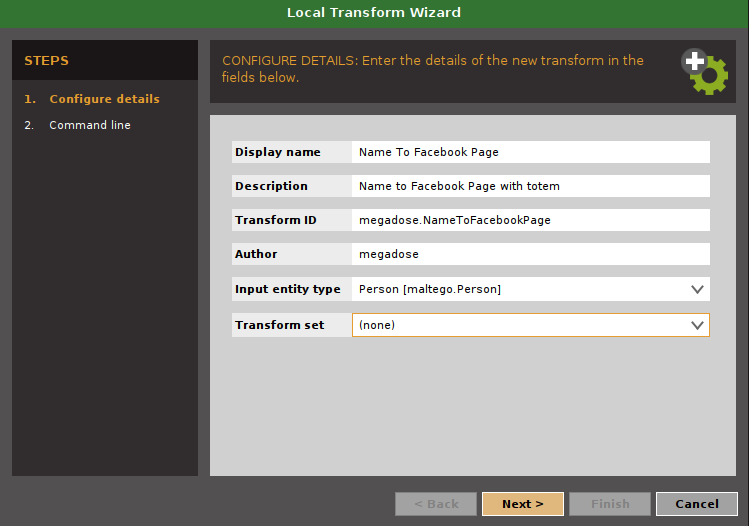 Local Transform Wizard
STEPS
1. Configure details
2. Command line
CONFIGURE DETAILS: Enter the details of the new transform in the
fields below.
Display name Name To Facebook Page
Description Name to Facebook Page with totem
Transform ID megadose.NameToFacebookPage
Author megadose
Input entity type Person [maltego.Person]
Transform set (none)
< Back Next > Finish Cancel